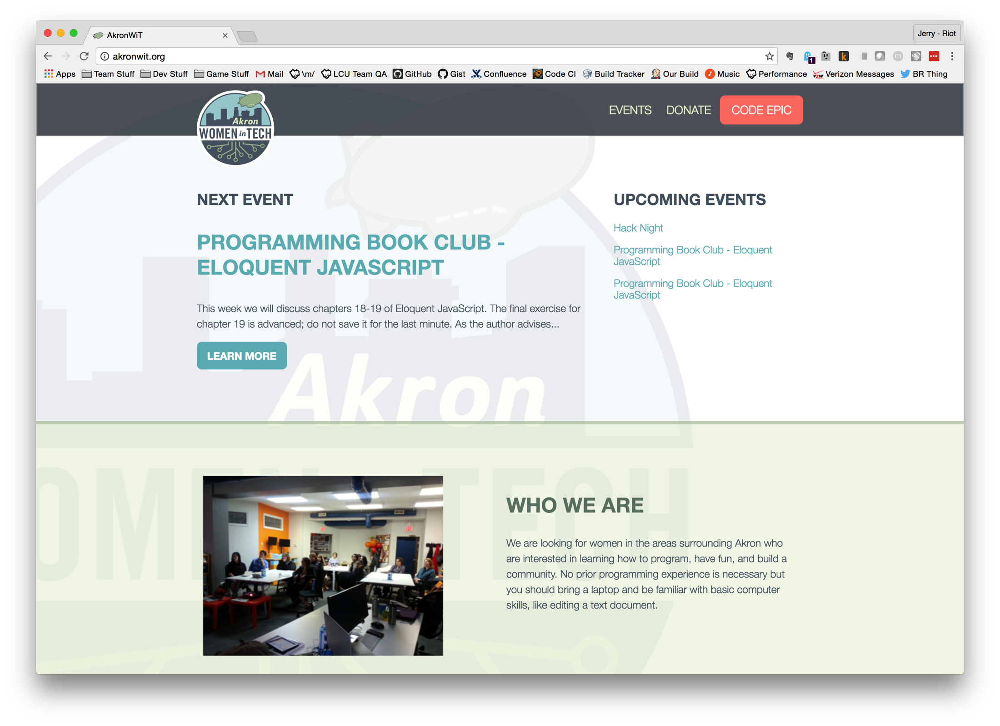 AkronWiT
Jerry - Riot
akronwit.org
1
Apps Team Stuff Dev Stuff Game Stuff Mail \m/ LCU Team QA GitHub Gist Confluence Code CI Build Tracker Our Build Music Performance Verizon Messages BR Thing
EVENTS DONATE CODE EPIC
Akron
WOMEN in TECH
NEXT EVENT
PROGRAMMING BOOK CLUB -
ELOQUENT JAVASCRIPT
This week we will discuss chapters 18-19 of Eloquent JavaScript. The final exercise for
chapter 19 is advanced; do not save it for the last minute. As the author advises...
LEARN MORE
UPCOMING EVENTS
Hack Night
Programming Book Club - Eloquent
JavaScript
Programming Book Club - Eloquent
JavaScript
Akron
OMEN TECH
WHO WE ARE
We are looking for women in the areas surrounding Akron who
are interested in learning how to program, have fun, and build a
community. No prior programming experience is necessary but
you should bring a laptop and be familiar with basic computer
skills, like editing a text document.